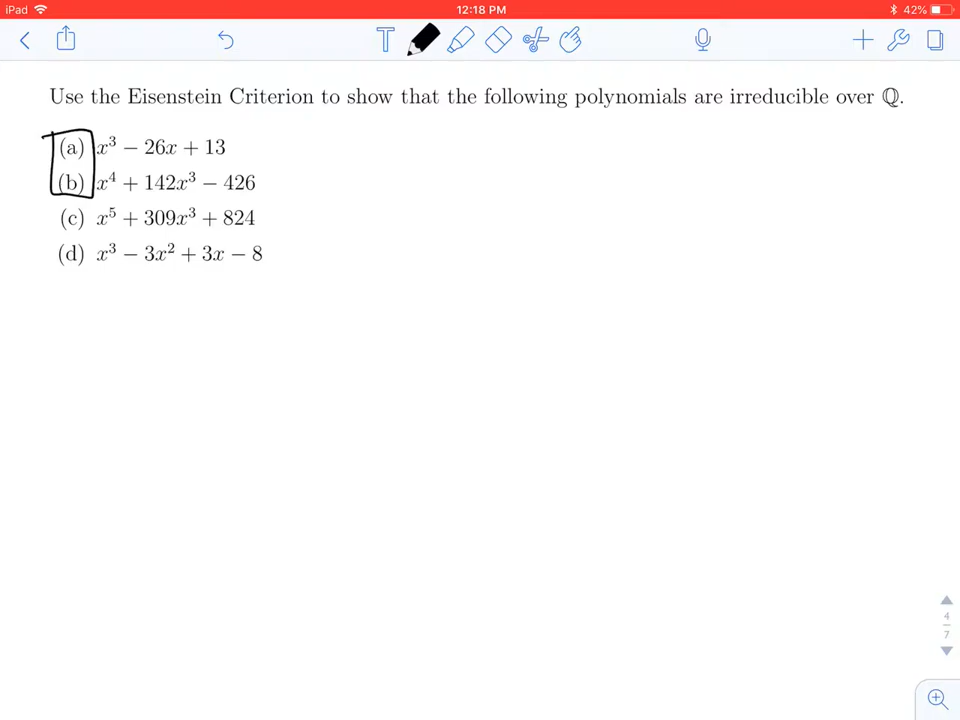 iPad 12:18 PM 42%
T
Use the Eisenstein Criterion to show that the following polynomials are irreducible over ℚ.
(a) x³ − 26x + 13
(b) x⁴ + 142x³ − 426
(c) x⁵ + 309x³ + 824
(d) x³ − 3x² + 3x − 8
4
7